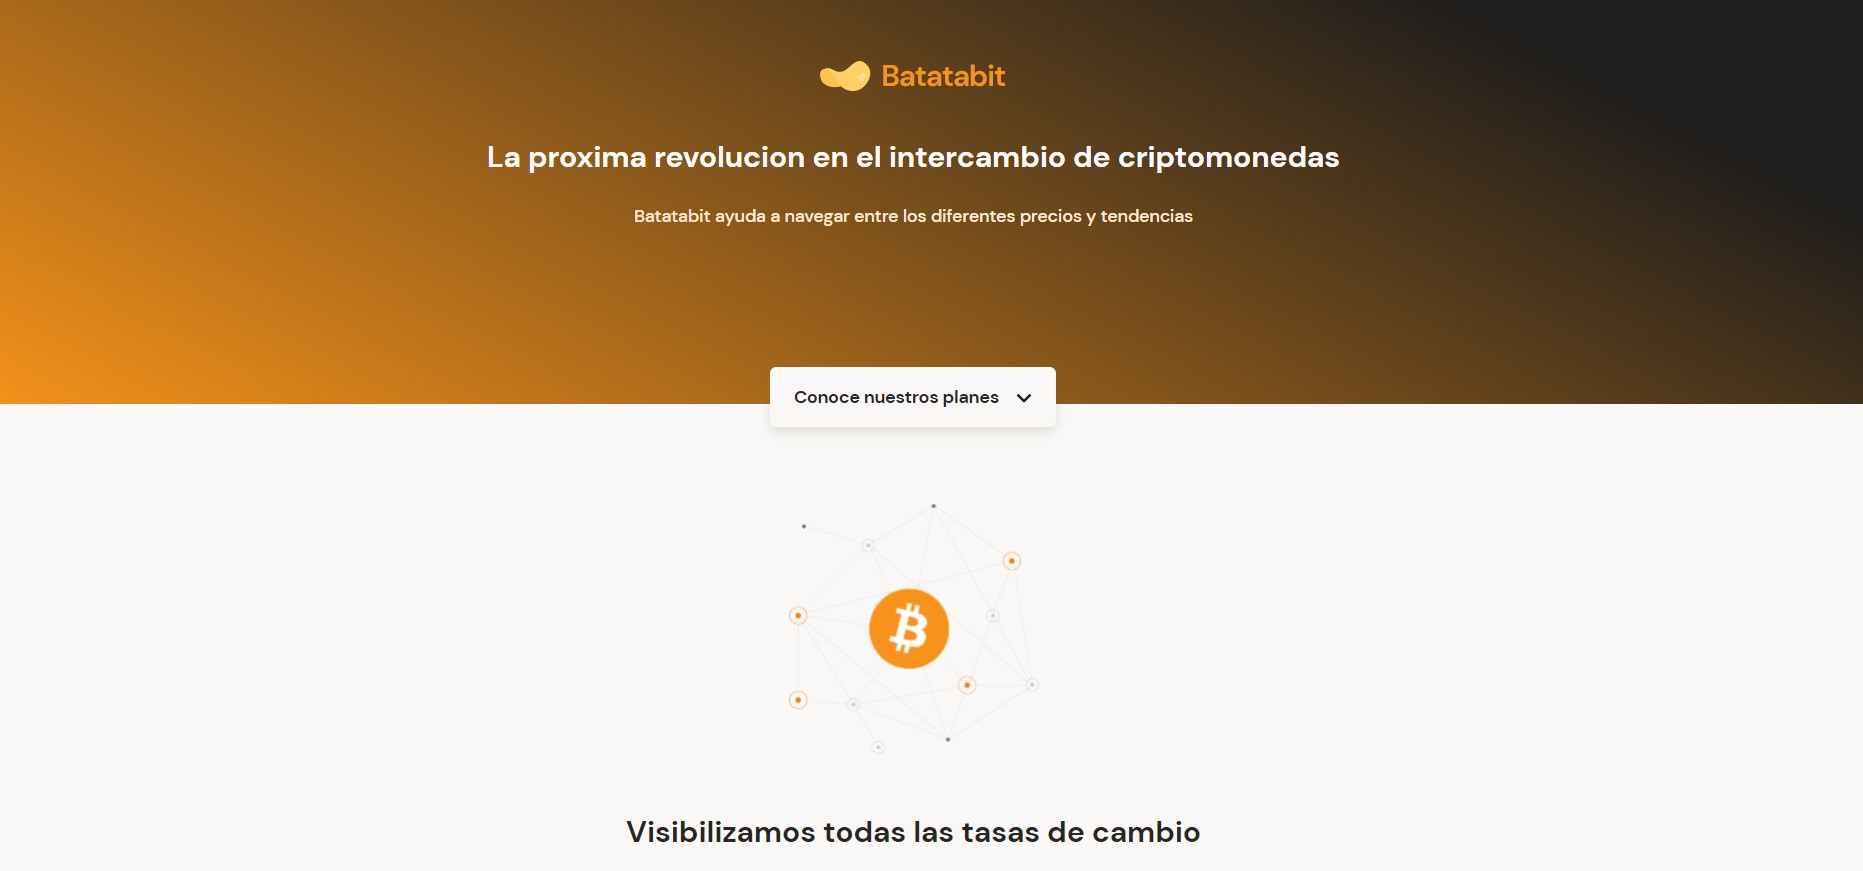 Batatabit
La proxima revolucion en el intercambio de criptomonedas
Batatabit ayuda a navegar entre los diferentes precios y tendencias
Conoce nuestros planes
Visibilizamos todas las tasas de cambio